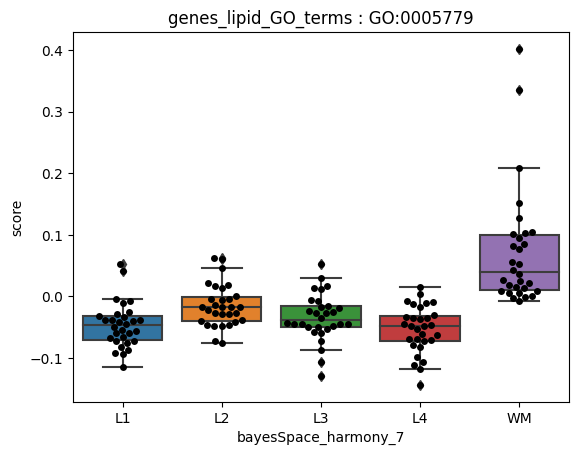 genes_lipid_GO_terms : GO:0005779
0.4
0.3
0.2
0.1
0.0
−0.1
score
L1 L2 L3 L4 WM
bayesSpace_harmony_7